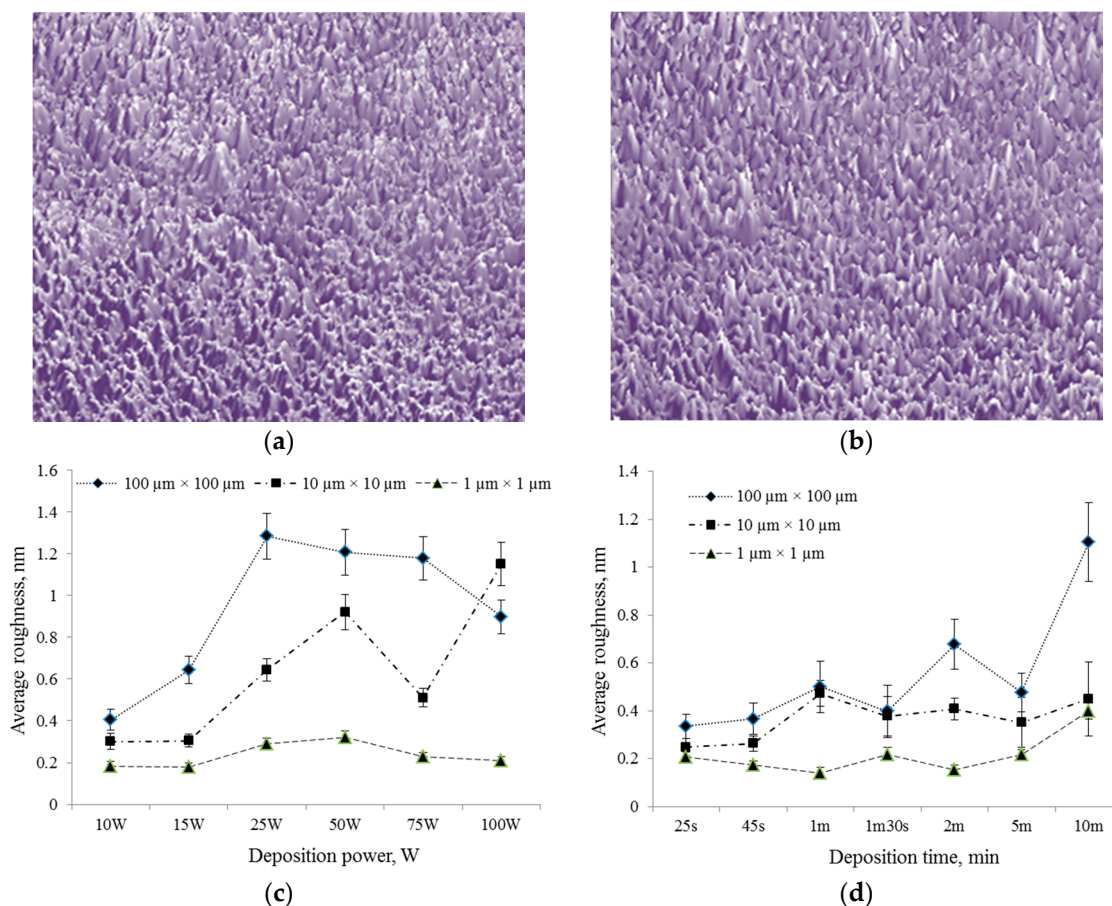 (a)
(b)
1.6
1.4
1.2
1
0.8
0.6
0.4
0.2
0
Average roughness, nm
100 µm × 100 µm
10 µm × 10 µm
1 µm × 1 µm
10W
15W
25W
50W
75W
100W
Deposition power, W
(c)
1.4
1.2
1
0.8
0.6
0.4
0.2
0
Average roughness, nm
100 µm × 100 µm
10 µm × 10 µm
1 µm × 1 µm
25s
45s
1m
1m30s
2m
5m
10m
Deposition time, min
(d)